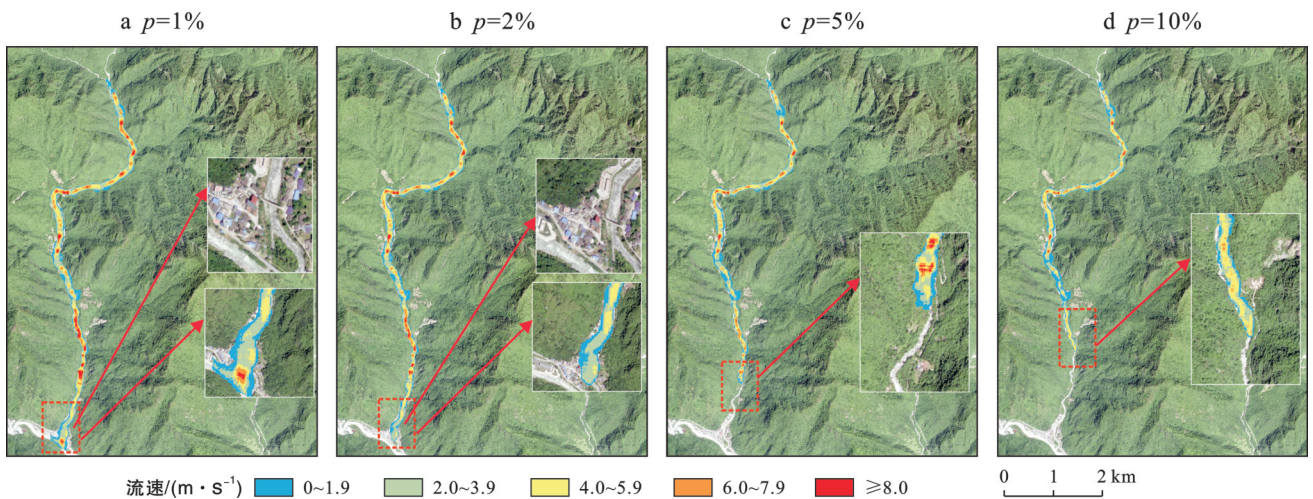 a p=1%
b p=2%
c p=5%
d p=10%
流速/(m·s⁻¹) 0~1.9 2.0~3.9 4.0~5.9 6.0~7.9 ≥8.0
0 1 2 km